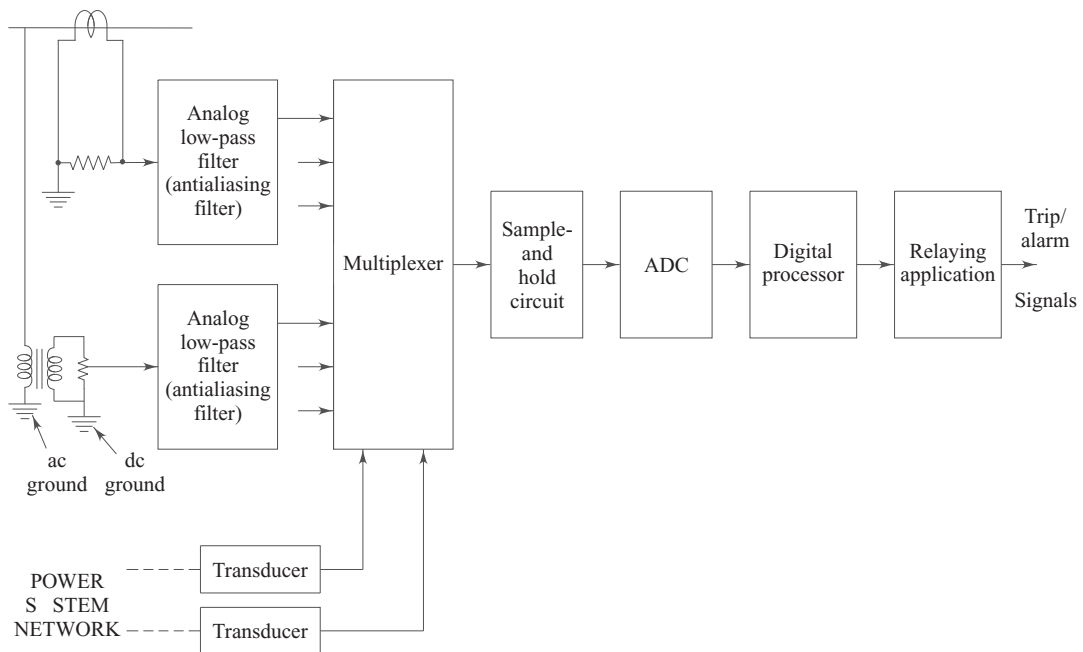 Analog
low-pass
filter
(antialiasing
filter)
Multiplexer
Sample-
and
hold
circuit
ADC
Digital
processor
Relaying
application
Trip/
alarm
Signals
Analog
low-pass
filter
(antialiasing
filter)
ac
ground
dc
ground
POWER
S STEM
NETWORK
Transducer
Transducer